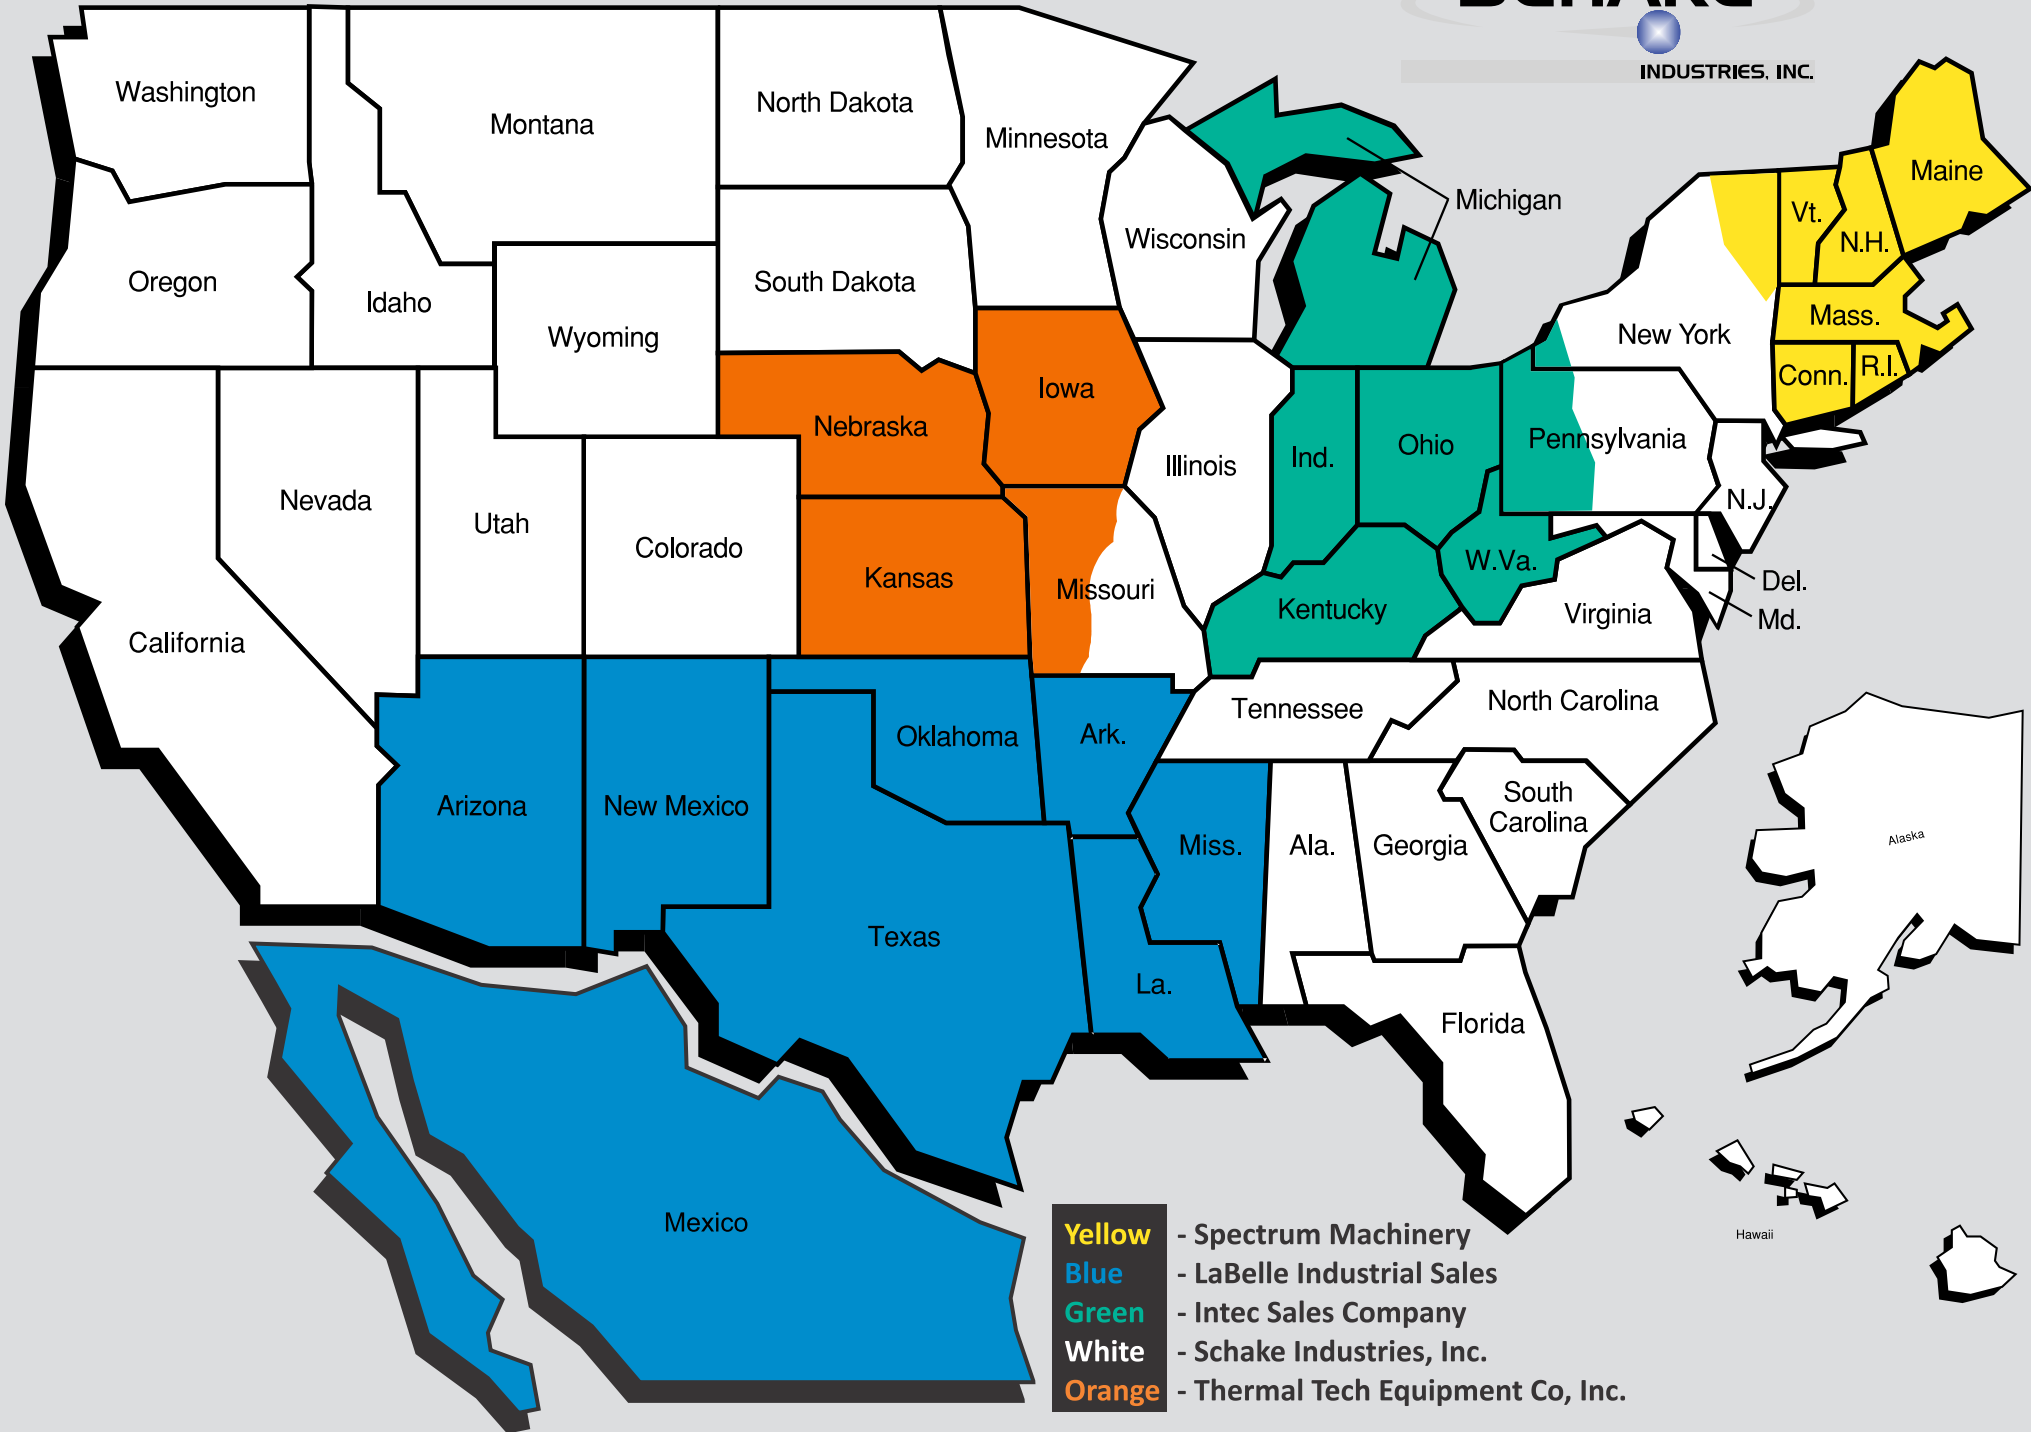 INDUSTRIES, INC.
Washington
Montana
North Dakota
Minnesota
Michigan
Maine
Vt.
N.H.
Wisconsin
Oregon
Idaho
South Dakota
Wyoming
Mass.
New York
Conn.
R.I.
Iowa
Nebraska
Illinois
Ind.
Ohio
Pennsylvania
N.J.
Nevada
Utah
Colorado
Kansas
Missouri
W.Va.
Del.
Md.
Kentucky
Virginia
California
Tennessee
North Carolina
Oklahoma
Ark.
Arizona
New Mexico
South
Carolina
Miss.
Ala.
Georgia
Alaska
Texas
La.
Florida
Mexico
Hawaii
Yellow - Spectrum Machinery
Blue - LaBelle Industrial Sales
Green - Intec Sales Company
White - Schake Industries, Inc.
Orange - Thermal Tech Equipment Co, Inc.